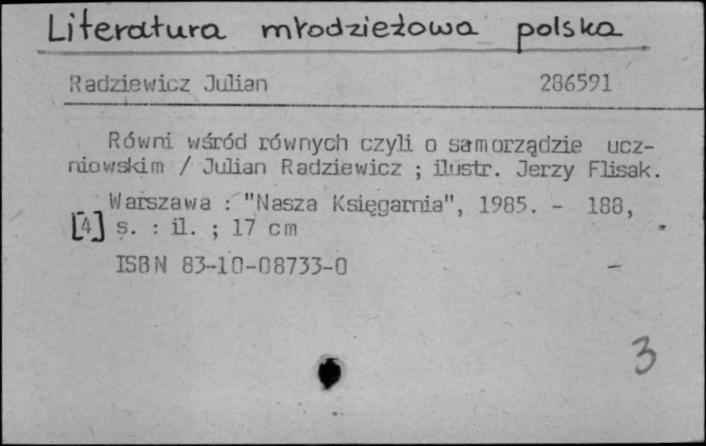 Literatura młodzieżowa polska
Radziewicz Julian 286591
Równi wśród równych czyli o samorządzie ucz-
niowskim / Julian Radziewicz ; ilustr. Jerzy Flisak.
Warszawa : "Nasza Księgarnia", 1985. - 188,
[4] s. : il. ; 17 cm
ISBN 83-10-08733-0
3